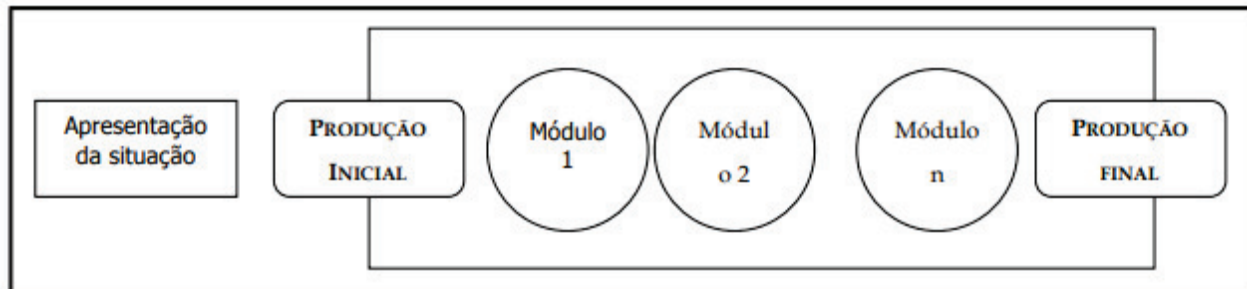 Apresentação
da situação
PRODUÇÃO
INICIAL
Módulo
1
Módul
o 2
Módulo
n
PRODUÇÃO
FINAL